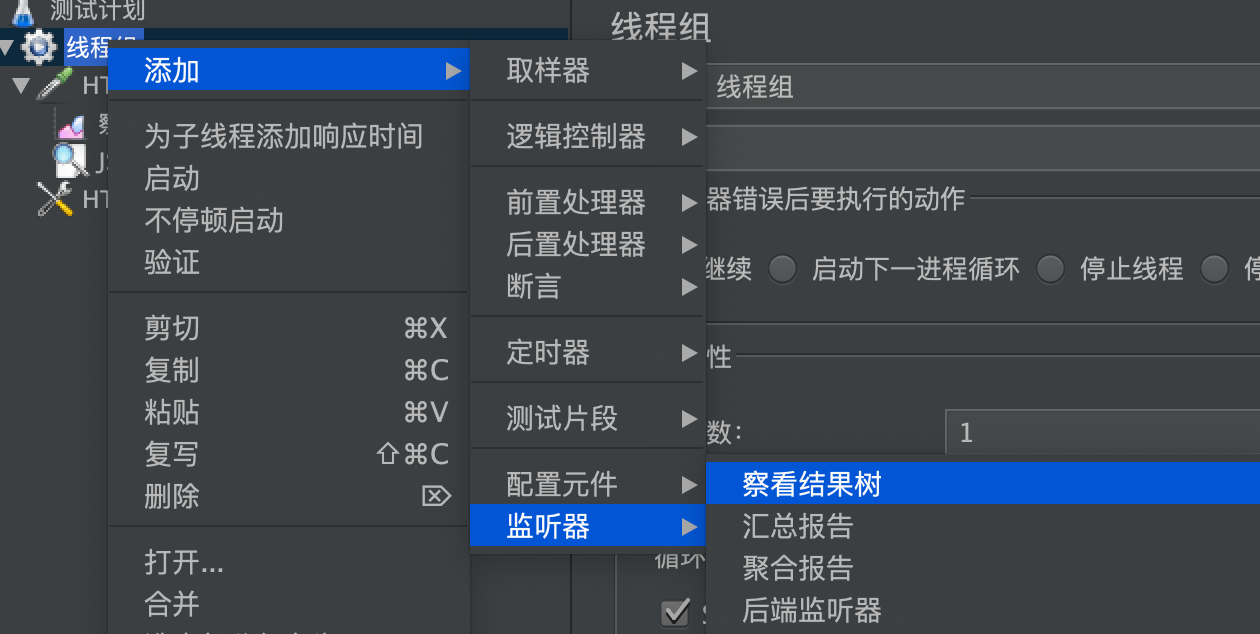 测试计划
线程组
线程组
HT
J
HT
添加
为子线程添加响应时间
启动
不停顿启动
验证
剪切 ⌘X
复制 ⌘C
粘贴 ⌘V
复写 ⇧⌘C
删除 ⌦
打开...
合并
取样器
逻辑控制器
前置处理器
后置处理器
断言
定时器
测试片段
配置元件
监听器
察看结果树
汇总报告
聚合报告
后端监听器
线程组
器错误后要执行的动作
继续 启动下一进程循环 停止线程 停
性
数: 1
循环